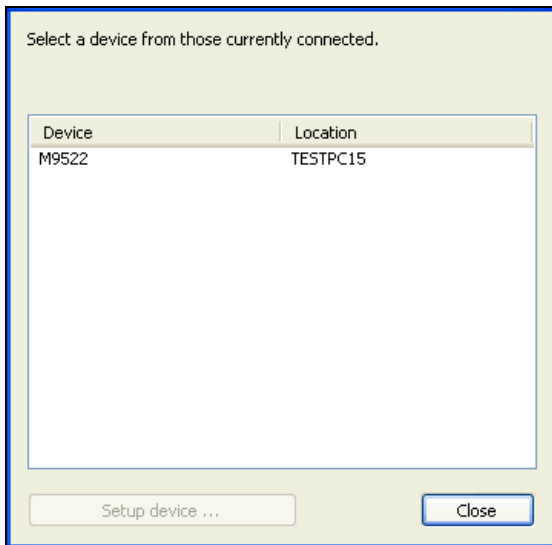 Select a device from those currently connected.
Device Location
M9522 TESTPC15
Setup device ... Close